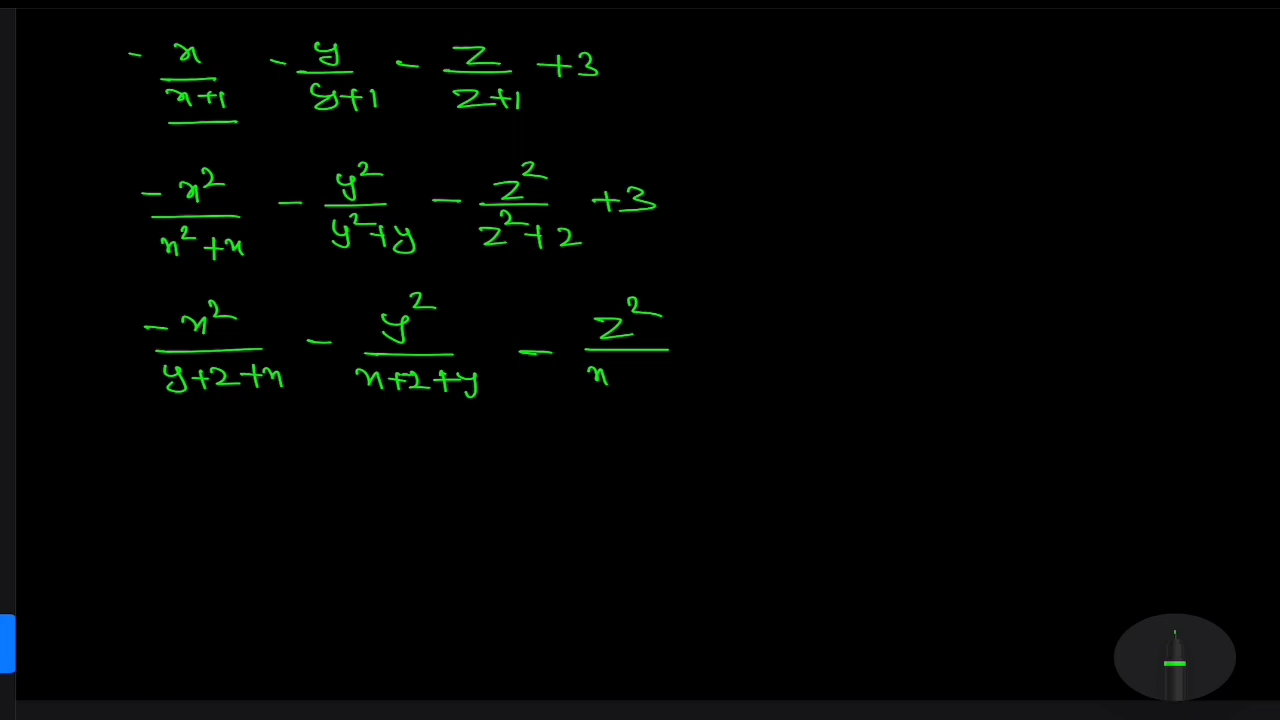 - x/(x+1) - y/(y+1) - z/(z+1) +3
-x²/(x²+x) - y²/(y²+y) - z²/(z²+z) +3
-x²/(y+z+x) - y²/(x+z+y) - z²/x